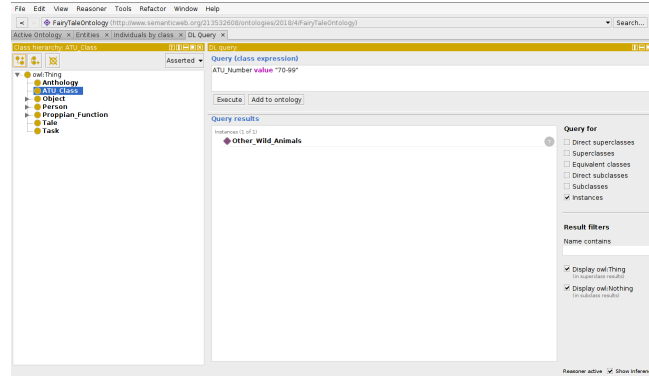 File Edit View Reasoner Tools Refactor Window Help
< FairyTaleOntology (http://www.semanticweb.org/213532608/ontologies/2018/4/FairyTaleOntology) Search...
Active Ontology × Entities × Individuals by class × DL Query ×
Class hierarchy: ATU_Class
Asserted
owl:Thing
Anthology
ATU_Class
Object
Person
Proppian_Function
Tale
Task
DL query:
Query (class expression)
ATU_Number value "70-99"
Execute Add to ontology
Query results
Instances (1 of 1)
Other_Wild_Animals
?
Query for
Direct superclasses
Superclasses
Equivalent classes
Direct subclasses
Subclasses
Instances
Result filters
Name contains
Display owl:Thing
(in superclass results)
Display owl:Nothing
(in subclass results)
Reasoner active Show Inferenc